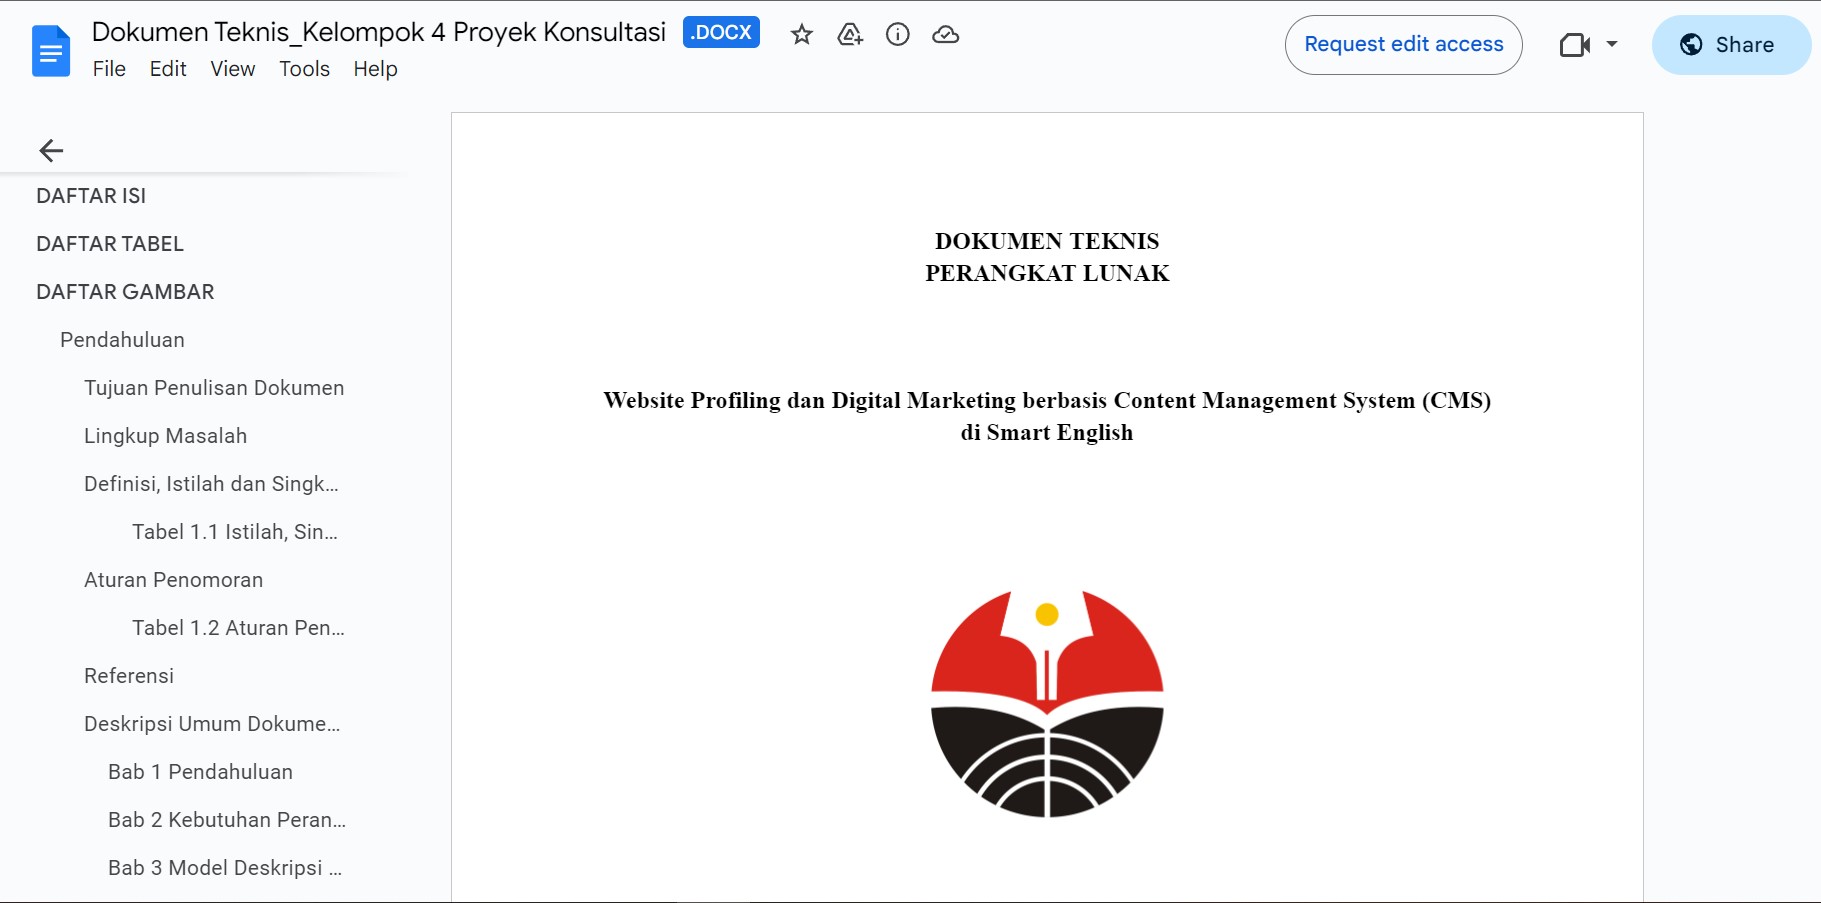 Dokumen Teknis_Kelompok 4 Proyek Konsultasi .DOCX
File Edit View Tools Help
Request edit access
Share
DAFTAR ISI
DAFTAR TABEL
DAFTAR GAMBAR
Pendahuluan
Tujuan Penulisan Dokumen
Lingkup Masalah
Definisi, Istilah dan Singk...
Tabel 1.1 Istilah, Sin...
Aturan Penomoran
Tabel 1.2 Aturan Pen...
Referensi
Deskripsi Umum Dokume...
Bab 1 Pendahuluan
Bab 2 Kebutuhan Peran...
Bab 3 Model Deskripsi ...
DOKUMEN TEKNIS
PERANGKAT LUNAK
Website Profiling dan Digital Marketing berbasis Content Management System (CMS)
di Smart English